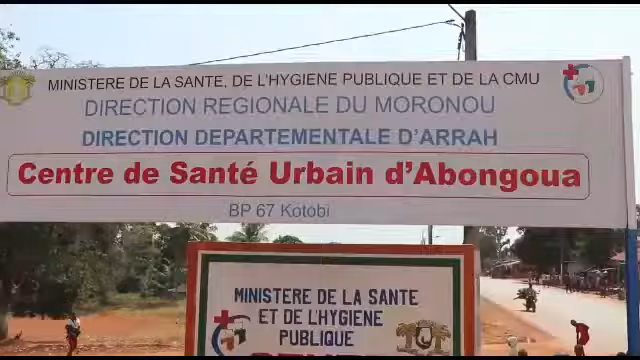 MINISTERE DE LA SANTE, DE L'HYGIENE PUBLIQUE ET DE LA CMU
DIRECTION REGIONALE DU MORONOU
DIRECTION DEPARTEMENTALE D'ARRAH
Centre de Santé Urbain d'Abongoua
BP 67 Kotobi
MINISTERE DE LA SANTE
ET DE L'HYGIENE
PUBLIQUE